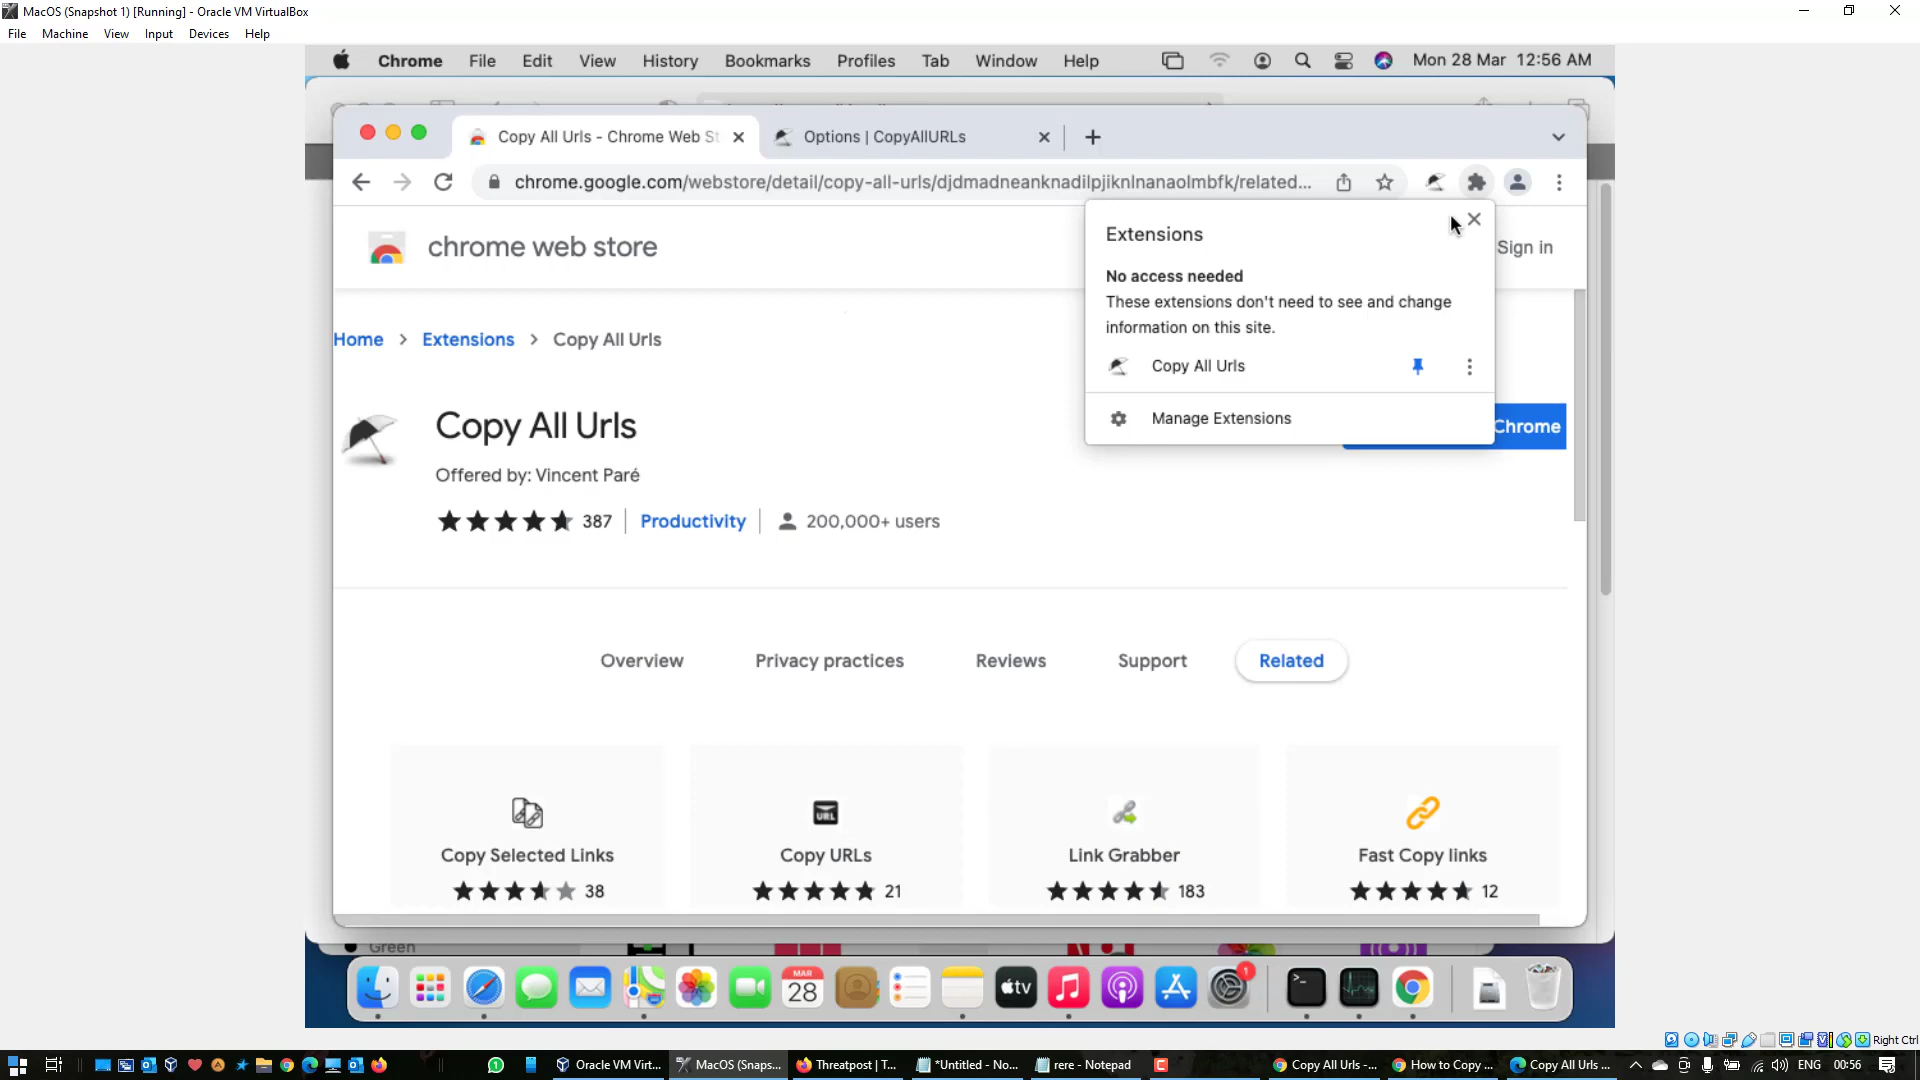 MacOS (Snapshot 1) [Running] - Oracle VM VirtualBox
File Machine View Input Devices Help
Chrome File Edit View History Bookmarks Profiles Tab Window Help Mon 28 Mar 12:56 AM
Copy All Urls - Chrome Web St
Options | CopyAllURLs
chrome.google.com/webstore/detail/copy-all-urls/djdmadneanknadilpjiknlnanaolmbfk/related...
chrome web store
Sign in
Extensions
No access needed
These extensions don't need to see and change
information on this site.
Copy All Urls
Manage Extensions
Home > Extensions > Copy All Urls
Copy All Urls
Chrome
Offered by: Vincent Paré
387 Productivity 200,000+ users
Overview Privacy practices Reviews Support Related
URL
Copy Selected Links Copy URLs Link Grabber Fast Copy links
38 21 183 12
Green
MAR
28
tv
1
Right Ctrl
Oracle VM Virt... MacOS (Snaps... Threatpost | T... *Untitled - No... rere - Notepad Copy All Urls -... How to Copy ... Copy All Urls ... ENG 00:56